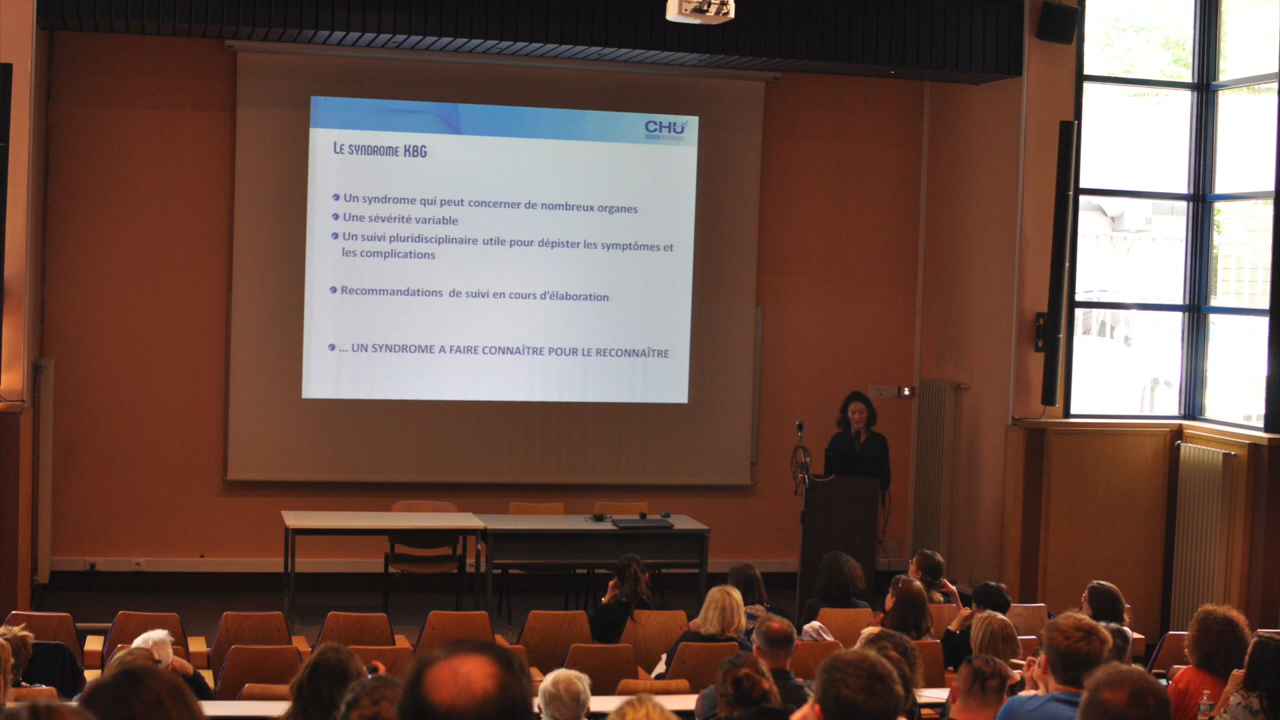 CHU
LE SYNDROME KBG
Un syndrome qui peut concerner de nombreux organes
Une sévérité variable
Un suivi pluridisciplinaire utile pour dépister les symptômes et
les complications
Recommandations de suivi en cours d'élaboration
... UN SYNDROME A FAIRE CONNAÎTRE POUR LE RECONNAÎTRE